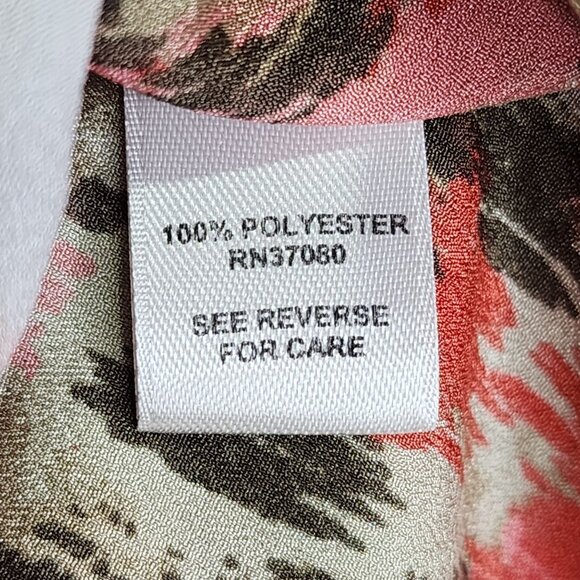 100% POLYESTER
RN37080
SEE REVERSE
FOR CARE